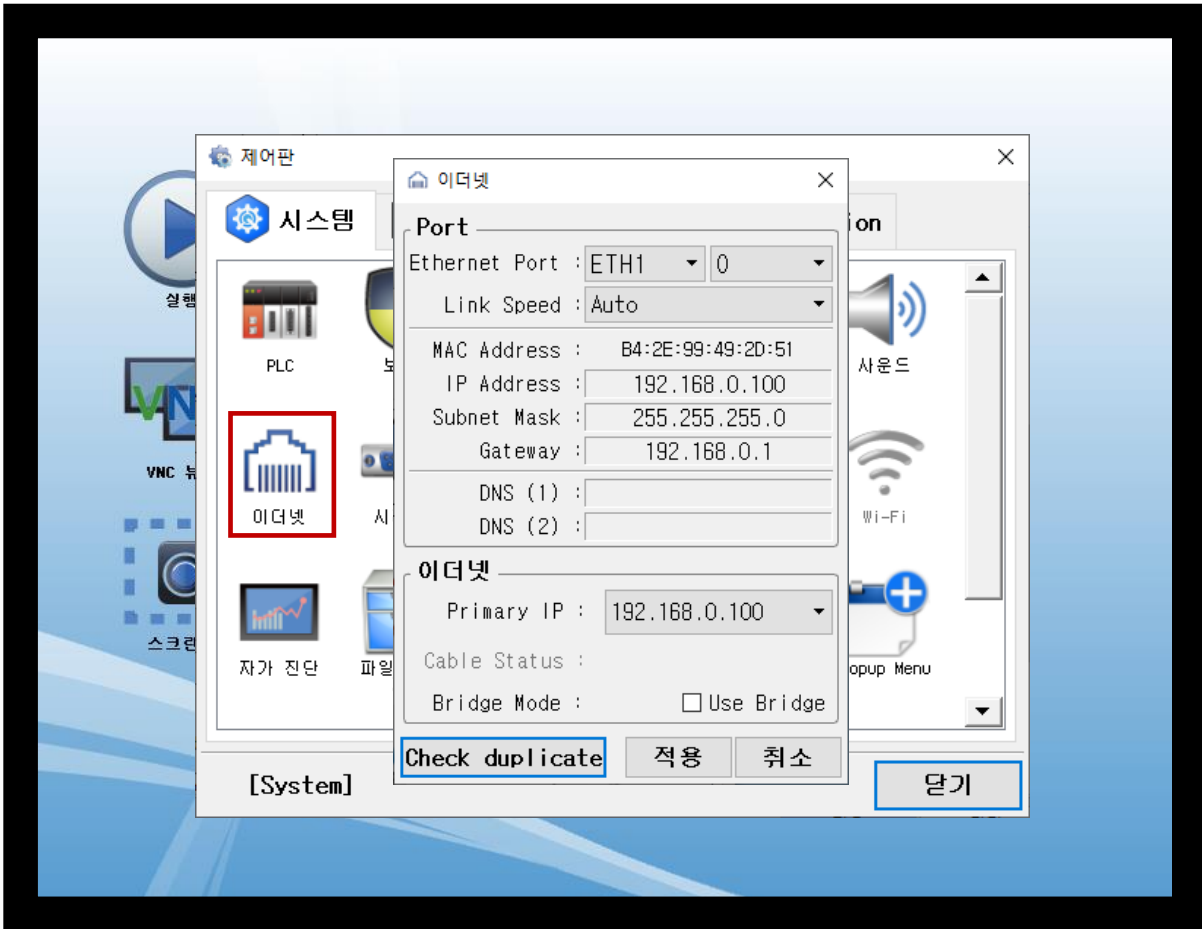 제어판
이더넷
시스템
Port
Ethernet Port : ETH1 0
Link Speed : Auto
MAC Address : B4:2E:99:49:2D:51
IP Address : 192.168.0.100
Subnet Mask : 255.255.255.0
Gateway : 192.168.0.1
DNS (1) :
DNS (2) :
이더넷
Primary IP : 192.168.0.100
Cable Status :
Bridge Mode : Use Bridge
Check duplicate 적용 취소
ion
실행
PLC
사운드
VNC
이더넷
시
Wi-Fi
스크린
자가 진단
파일
opup Menu
[System]
닫기